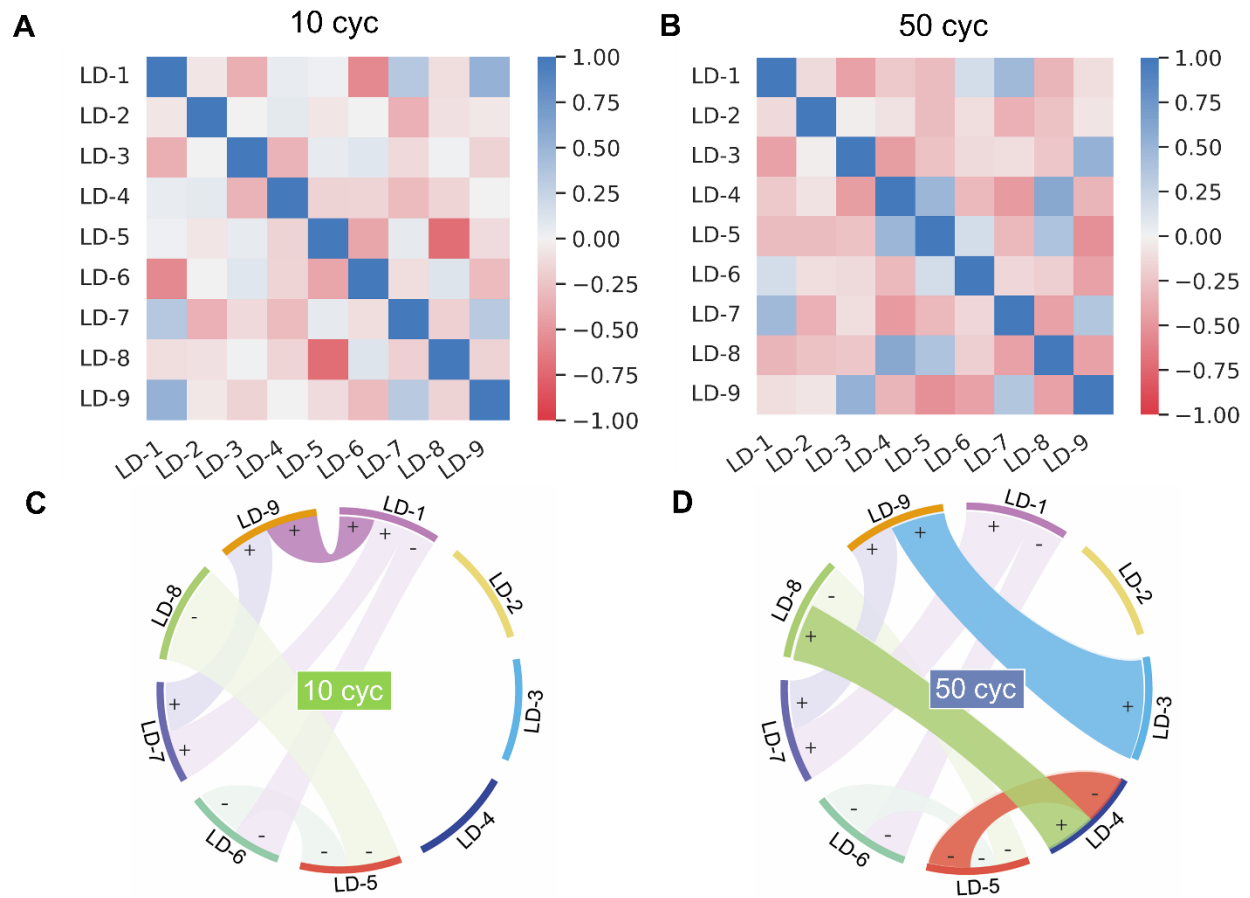 A
10 cyc
LD-1
LD-2
LD-3
LD-4
LD-5
LD-6
LD-7
LD-8
LD-9
LD-1
LD-2
LD-3
LD-4
LD-5
LD-6
LD-7
LD-8
LD-9
1.00
0.75
0.50
0.25
0.00
−0.25
−0.50
−0.75
−1.00
B
50 cyc
LD-1
LD-2
LD-3
LD-4
LD-5
LD-6
LD-7
LD-8
LD-9
LD-1
LD-2
LD-3
LD-4
LD-5
LD-6
LD-7
LD-8
LD-9
1.00
0.75
0.50
0.25
0.00
−0.25
−0.50
−0.75
−1.00
C
LD-9
LD-1
LD-2
LD-3
LD-4
LD-5
LD-6
LD-7
LD-8
+
+
+
+
-
-
+
+
-
-
-
-
10 cyc
D
LD-9
LD-1
LD-2
LD-3
LD-4
LD-5
LD-6
LD-7
LD-8
+
+
+
-
-
+
+
+
+
-
-
+
-
-
-
-
50 cyc